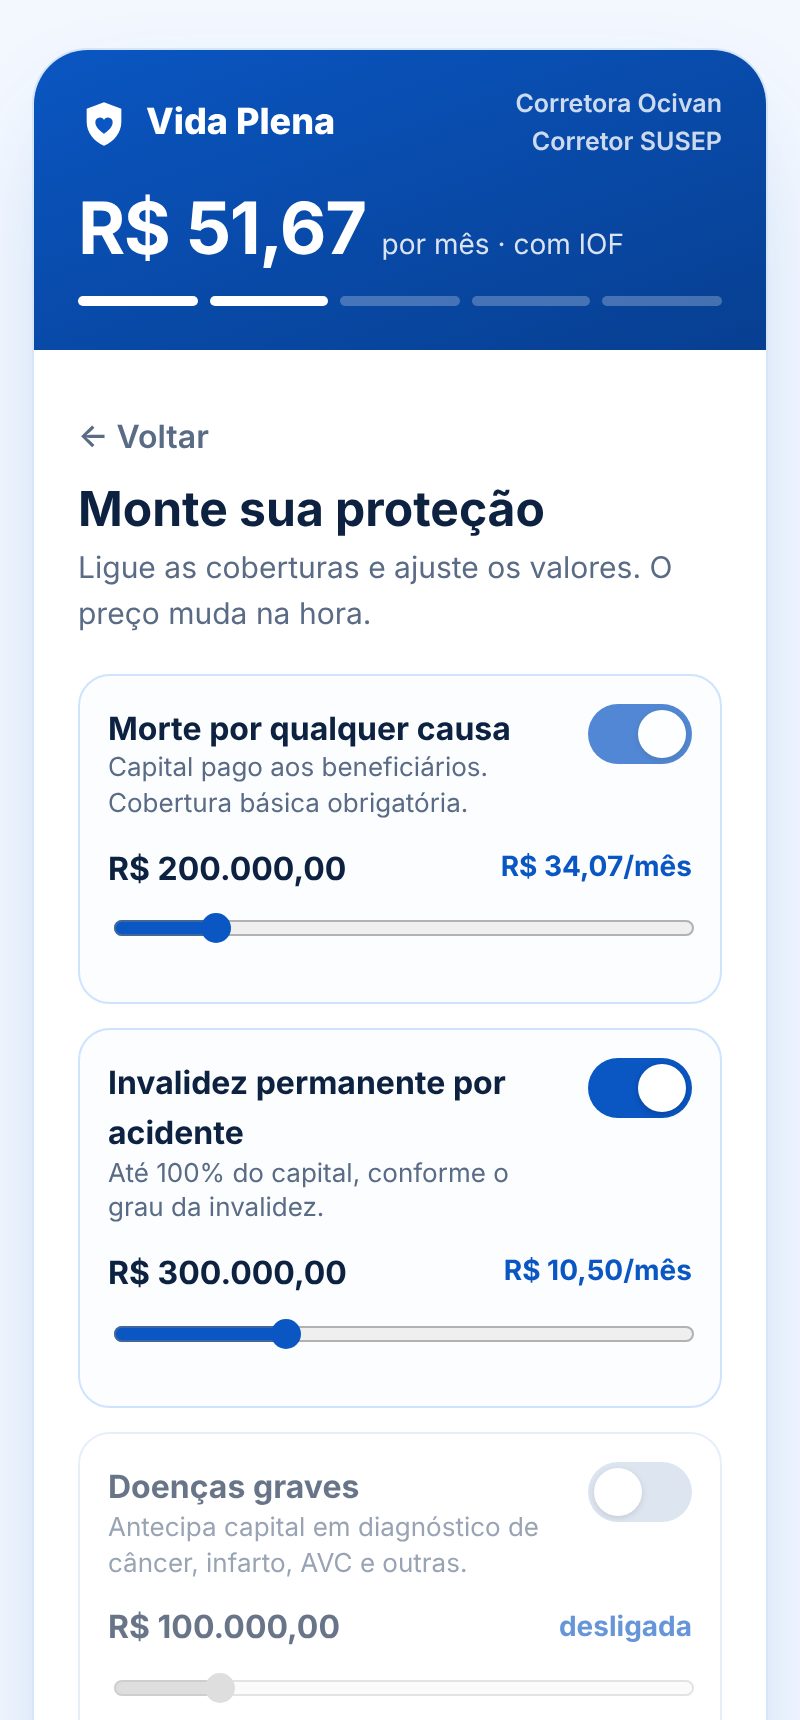 Vida Plena
Corretora Ocivan
Corretor SUSEP
R$ 51,67 por mês · com IOF
← Voltar
Monte sua proteção
Ligue as coberturas e ajuste os valores. O
preço muda na hora.
Morte por qualquer causa
Capital pago aos beneficiários.
Cobertura básica obrigatória.
R$ 200.000,00
R$ 34,07/mês
Invalidez permanente por
acidente
Até 100% do capital, conforme o
grau da invalidez.
R$ 300.000,00
R$ 10,50/mês
Doenças graves
Antecipa capital em diagnóstico de
câncer, infarto, AVC e outras.
R$ 100.000,00
desligada